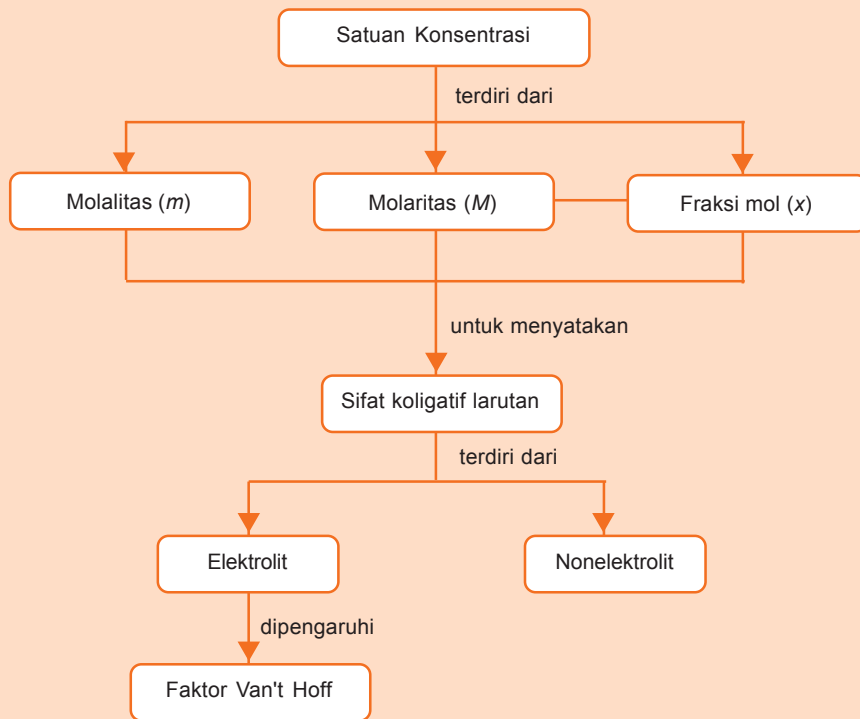 Satuan Konsentrasi
terdiri dari
Molalitas (m)
Molaritas (M)
Fraksi mol (x)
untuk menyatakan
Sifat koligatif larutan
terdiri dari
Elektrolit
Nonelektrolit
dipengaruhi
Faktor Van't Hoff